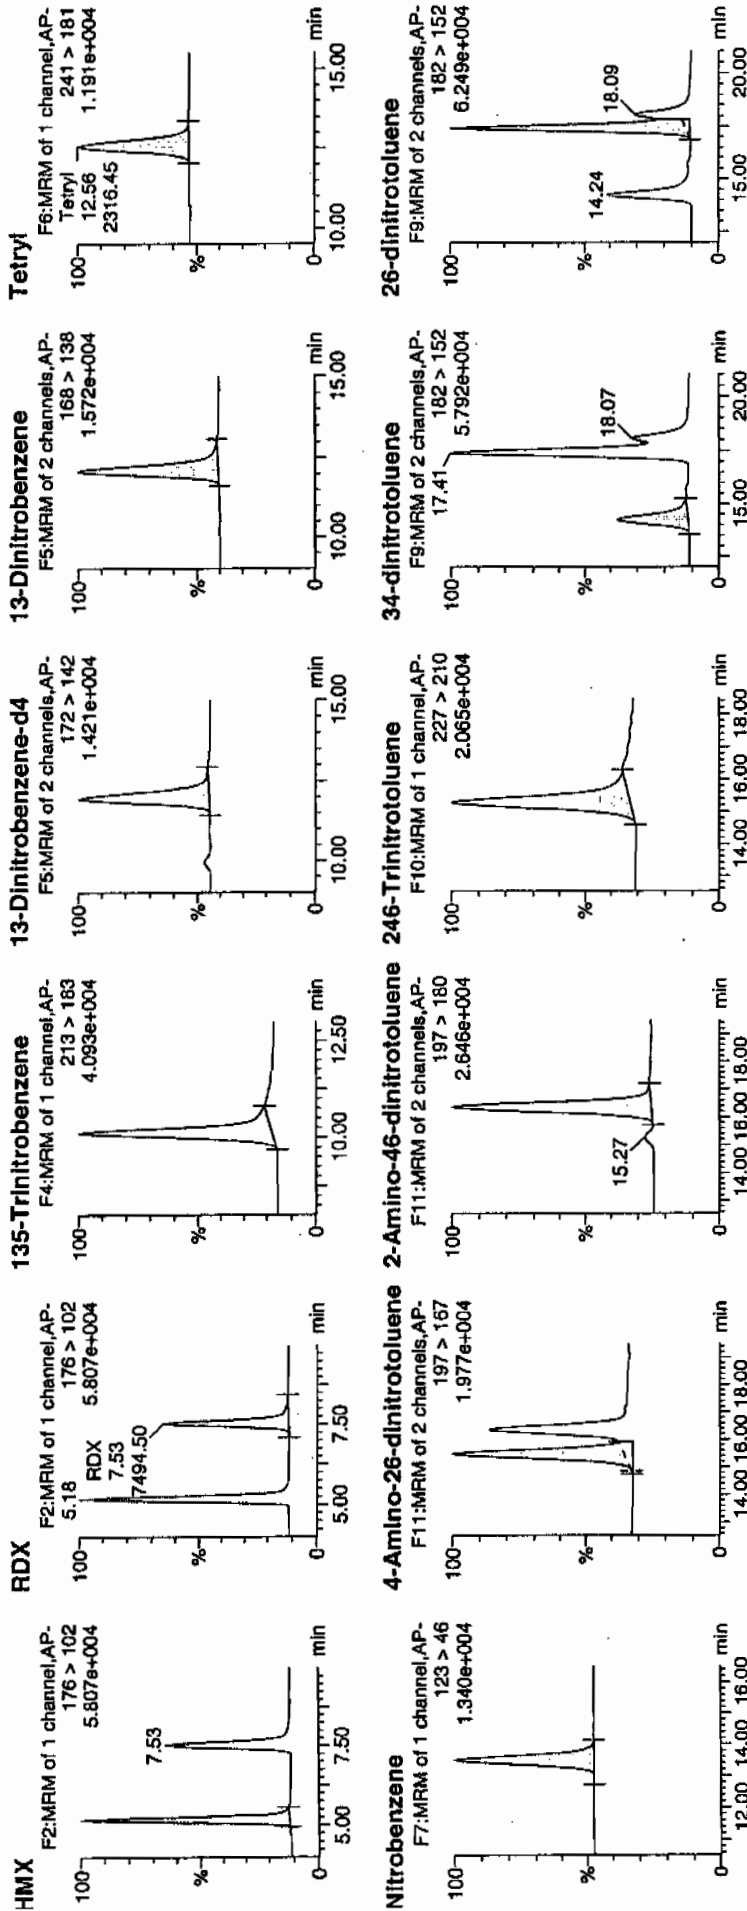 HMX
F2:MRM of 1 channel,AP-
176 > 102
5.807e+004
100
7.53
%
0
5.00
7.50
min
RDX
F2:MRM of 1 channel,AP-
5.18
176 > 102
5.807e+004
100
RDX
7.53
7494.50
%
0
5.00
7.50
min
135-Trinitrobenzene
F4:MRM of 1 channel,AP-
213 > 183
4.093e+004
100
%
0
10.00
12.50
min
13-Dinitrobenzene-d4
F5:MRM of 2 channels,AP-
172 > 142
1.421e+004
100
%
0
10.00
15.00
min
13-Dinitrobenzene
F5:MRM of 2 channels,AP-
168 > 138
1.572e+004
100
%
0
10.00
15.00
min
Tetryl
F6:MRM of 1 channel,AP-
Tetryl
241 > 181
12.56
1.191e+004
2316.45
100
%
0
10.00
15.00
min
Nitrobenzene
F7:MRM of 1 channel,AP-
123 > 46
1.340e+004
100
%
0
12.00
14.00
16.00
min
4-Amino-26-dinitrotoluene
F11:MRM of 2 channels,AP-
197 > 167
1.977e+004
100
%
0
14.00
16.00
18.00
min
2-Amino-46-dinitrotoluene
F11:MRM of 2 channels,AP-
197 > 180
2.646e+004
100
15.27
%
0
14.00
16.00
18.00
min
246-Trinitrotoluene
F10:MRM of 1 channel,AP-
227 > 210
2.065e+004
100
%
0
14.00
16.00
18.00
min
34-dinitrotoluene
F9:MRM of 2 channels,AP-
17.41
182 > 152
5.792e+004
100
18.07
%
0
15.00
20.00
min
26-dinitrotoluene
F9:MRM of 2 channels,AP-
182 > 152
6.249e+004
100
14.24
18.09
%
0
15.00
20.00
min